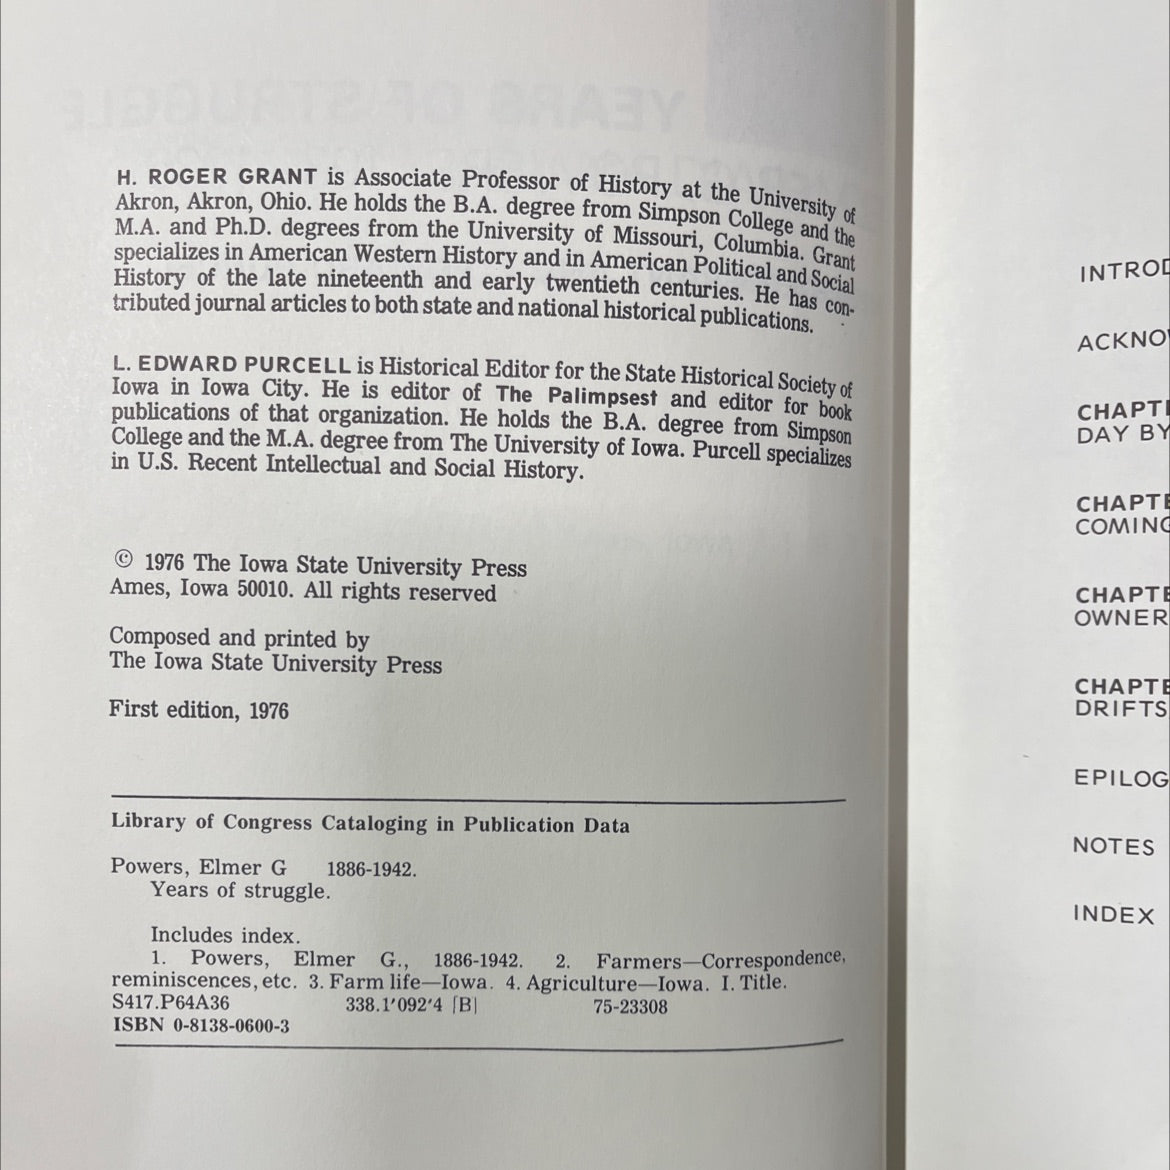 H. ROGER GRANT is Associate Professor of History at the University of
Akron, Akron, Ohio. He holds the B.A. degree from Simpson College and the
M.A. and Ph.D. degrees from the University of Missouri, Columbia. Grant
specializes in American Western History and in American Political and Social
History of the late nineteenth and early twentieth centuries. He has con-
tributed journal articles to both state and national historical publications.
L. EDWARD PURCELL is Historical Editor for the State Historical Society of
Iowa in Iowa City. He is editor of The Palimpsest and editor for book
publications of that organization. He holds the B.A. degree from Simpson
College and the M.A. degree from The University of Iowa. Purcell specializes
in U.S. Recent Intellectual and Social History.
© 1976 The Iowa State University Press
Ames, Iowa 50010. All rights reserved
Composed and printed by
The Iowa State University Press
First edition, 1976
Library of Congress Cataloging in Publication Data
Powers, Elmer G 1886-1942.
Years of struggle.
Includes index.
1. Powers, Elmer G., 1886-1942. 2. Farmers—Correspondence,
reminiscences, etc. 3. Farm life—Iowa. 4. Agriculture—Iowa. I. Title.
S417.P64A36 338.1'092'4 [B] 75-23308
ISBN 0-8138-0600-3
INTROD
ACKNO
CHAPTE
DAY BY
CHAPTE
COMING
CHAPTE
OWNER
CHAPTE
DRIFTS
EPILOG
NOTES
INDEX